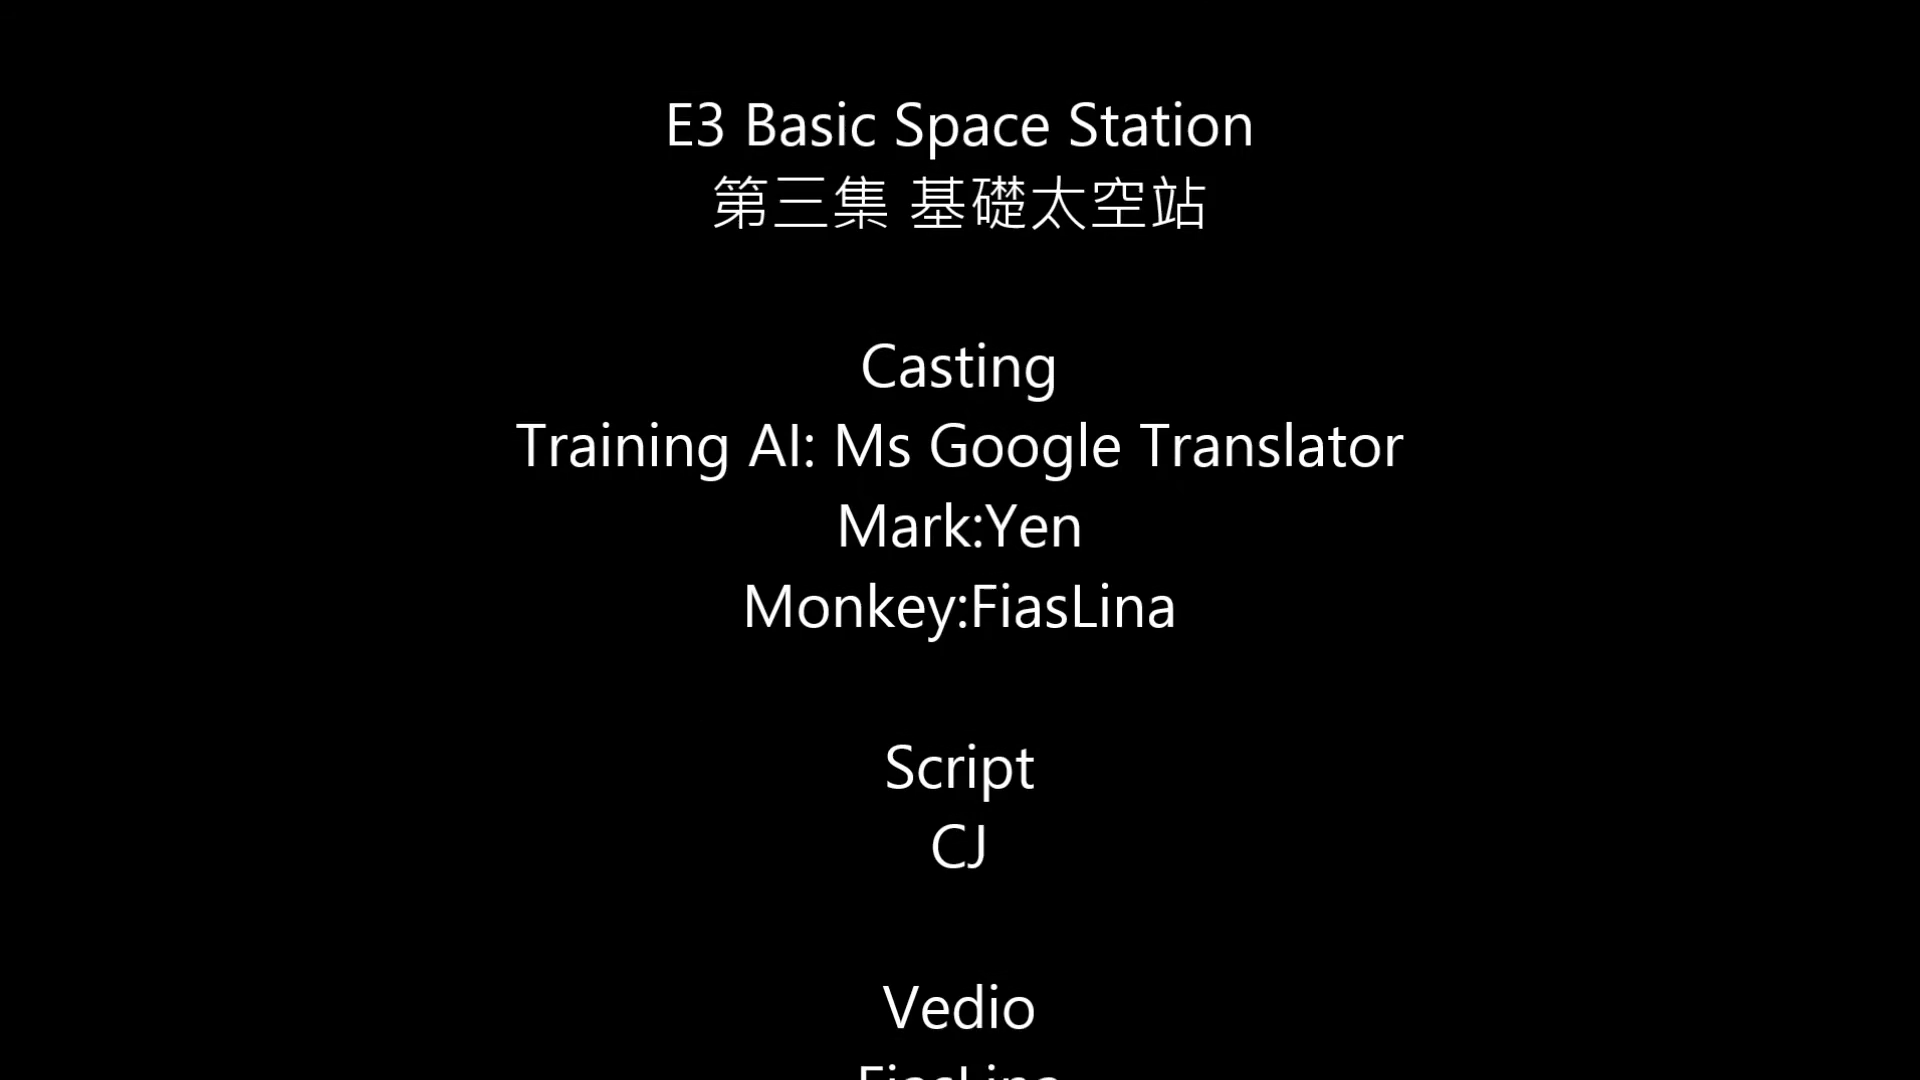 E3 Basic Space Station
第三集 基礎太空站
Casting
Training AI: Ms Google Translator
Mark:Yen
Monkey:FiasLina
Script
CJ
Vedio
FiasLina